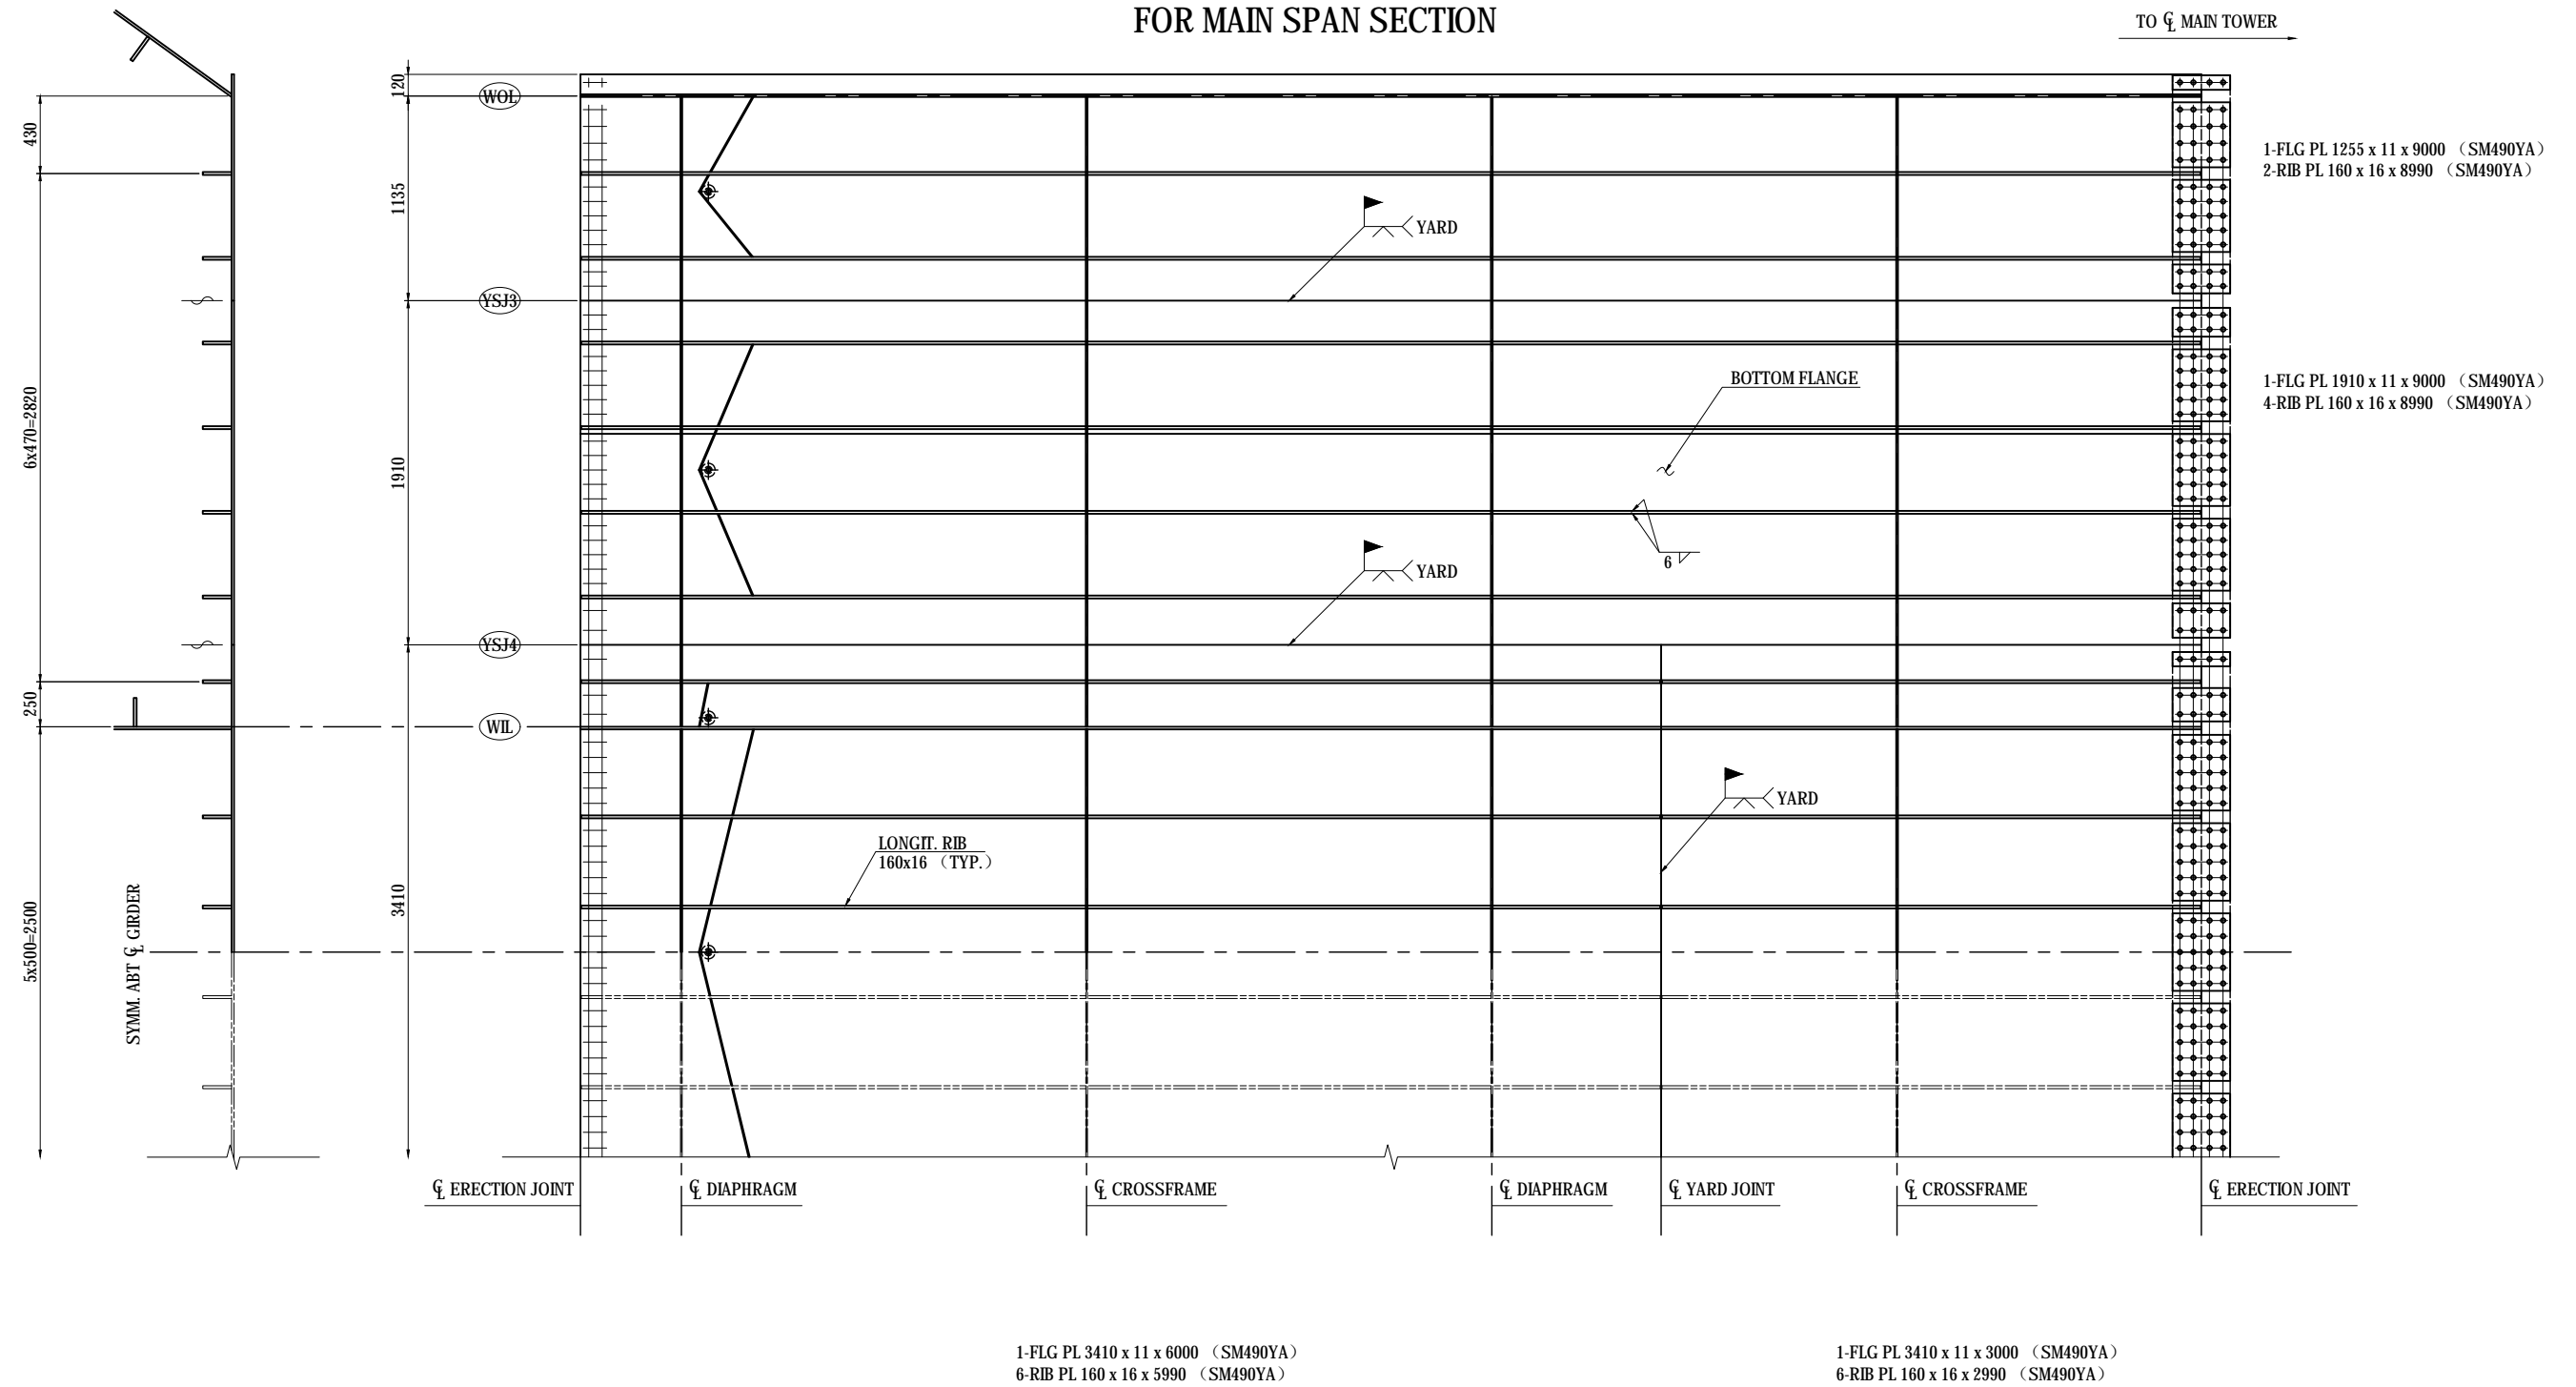 FOR MAIN SPAN SECTION
TO ℄ MAIN TOWER
120
WOL
430
1135
1-FLG PL 1255 x 11 x 9000 （SM490YA）
2-RIB PL 160 x 16 x 8990 （SM490YA）
YARD
YSJ3
6x470=2820
1910
BOTTOM FLANGE
1-FLG PL 1910 x 11 x 9000 （SM490YA）
4-RIB PL 160 x 16 x 8990 （SM490YA）
6
YARD
YSJ4
250
WIL
YARD
LONGIT. RIB
160x16 （TYP.）
5x500=2500
SYMM. ABT ℄ GIRDER
3410
℄ ERECTION JOINT
℄ DIAPHRAGM
℄ CROSSFRAME
℄ DIAPHRAGM
℄ YARD JOINT
℄ CROSSFRAME
℄ ERECTION JOINT
1-FLG PL 3410 x 11 x 6000 （SM490YA）
6-RIB PL 160 x 16 x 5990 （SM490YA）
1-FLG PL 3410 x 11 x 3000 （SM490YA）
6-RIB PL 160 x 16 x 2990 （SM490YA）